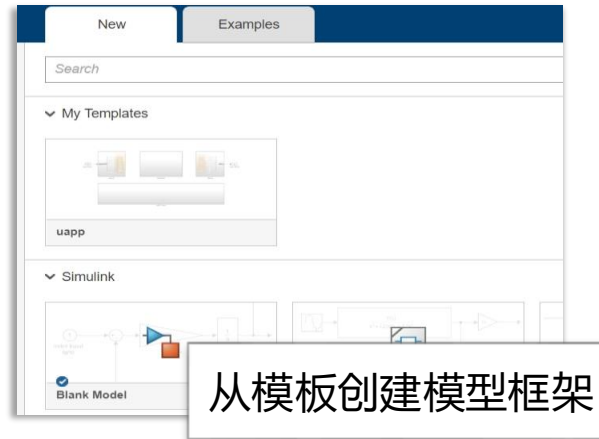 New
Examples
Search
My Templates
uapp
Simulink
Blank Model
从模板创建模型框架